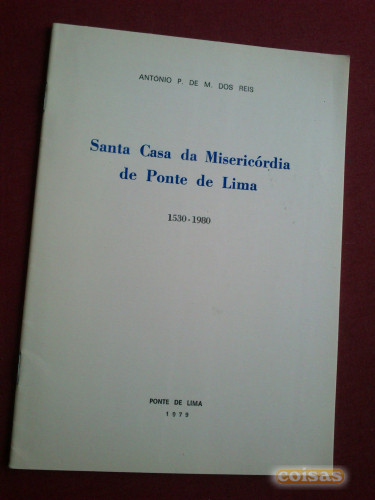 ANTONIO P. DE M. DOS REIS
Santa Casa da Misericórdia
de Ponte de Lima
1530-1980
PONTE DE LIMA
1979
coisas